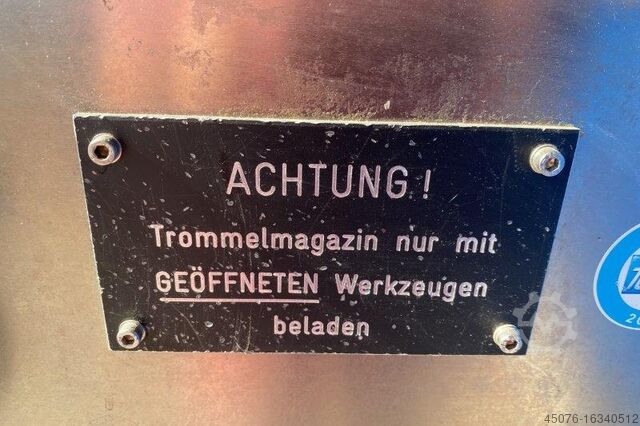 ACHTUNG!
Trommelmagazin nur mit
GEÖFFNETEN Werkzeugen
beladen
45076-16340512